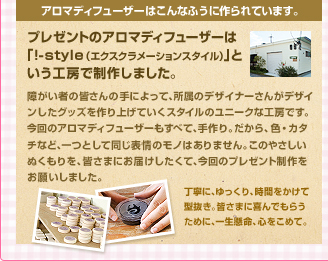 アロマディフューザーはこんなふうに作られています。
プレゼントのアロマディフューザーは
「!-style（エクスクラメーションスタイル）」と
いう工房で制作しました。
障がい者の皆さんの手によって、所属のデザイナーさんがデザイ
ンしたグッズを作り上げていくスタイルのユニークな工房です。
今回のアロマディフューザーもすべて、手作り。だから、色・カタ
チなど、一つとして同じ表情のモノはありません。このやさしい
ぬくもりを、皆さまにお届けしたくて、今回のプレゼント制作を
お願いしました。
丁寧に、ゆっくり、時間をかけて
型抜き。皆さまに喜んでもらう
ために、一生懸命、心をこめて。